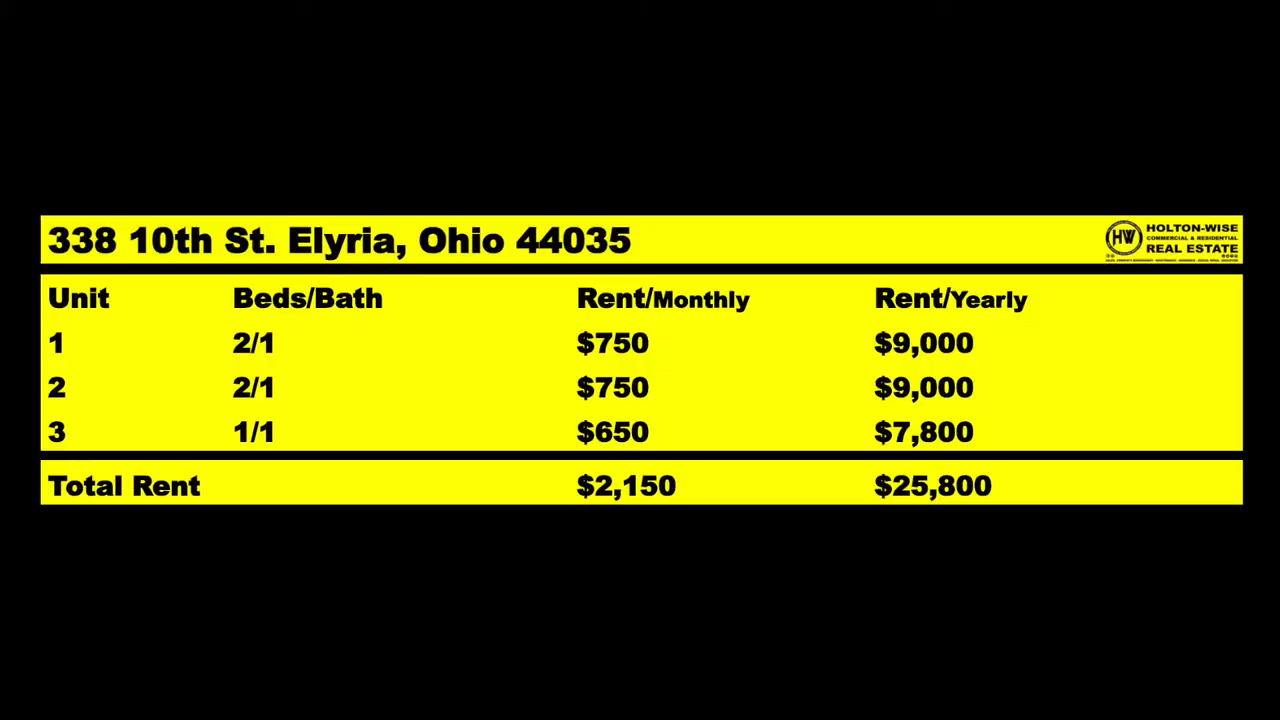 338 10th St. Elyria, Ohio 44035
HW
HOLTON-WISE
COMMERCIAL & RESIDENTIAL
REAL ESTATE
Unit Beds/Bath Rent/Monthly Rent/Yearly
1 2/1 $750 $9,000
2 2/1 $750 $9,000
3 1/1 $650 $7,800
Total Rent $2,150 $25,800